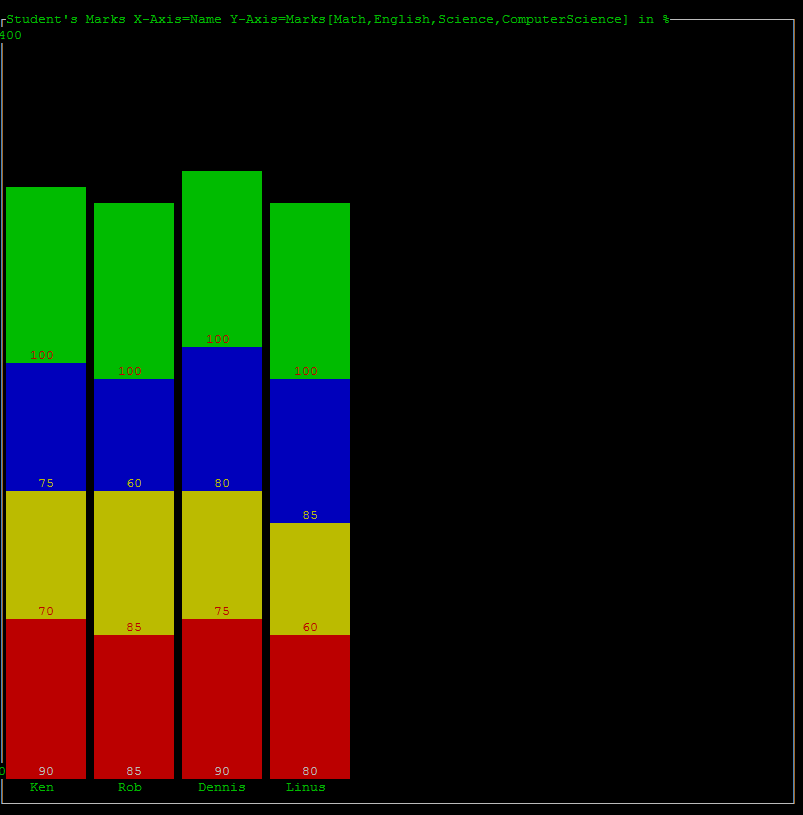 Student's Marks X-Axis=Name Y-Axis=Marks[Math,English,Science,ComputerScience] in %
400
100
100 100 100
75 60 80
85
70 75
85 60
0 90 85 90 80
Ken Rob Dennis Linus